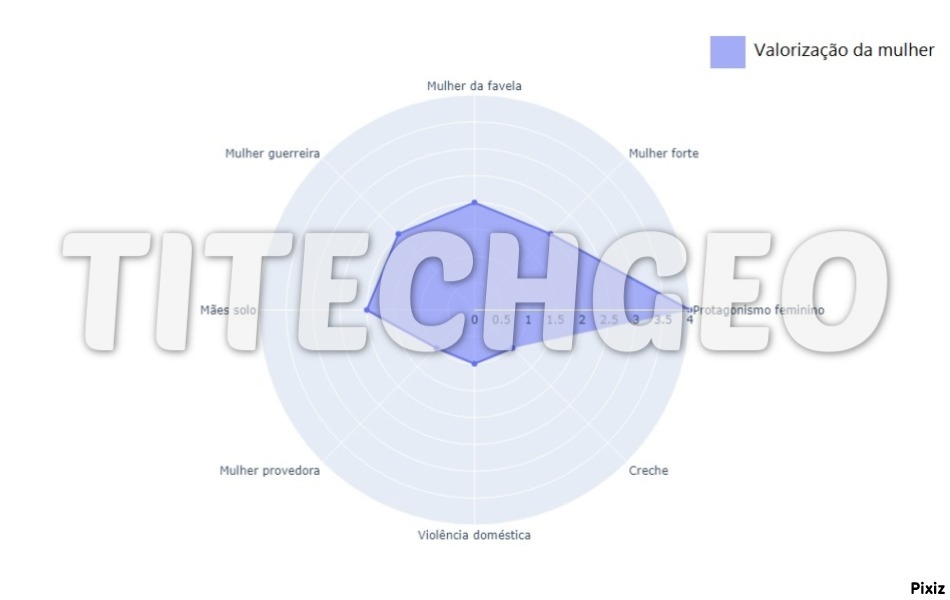 Valorização da mulher
Mulher da favela
Mulher guerreira
Mulher forte
TITECHGEO
Mães solo
0 0.5 1 1.5 2 2.5 3 3.5 4
Protagonismo feminino
Mulher provedora
Creche
Violência doméstica
Pixiz